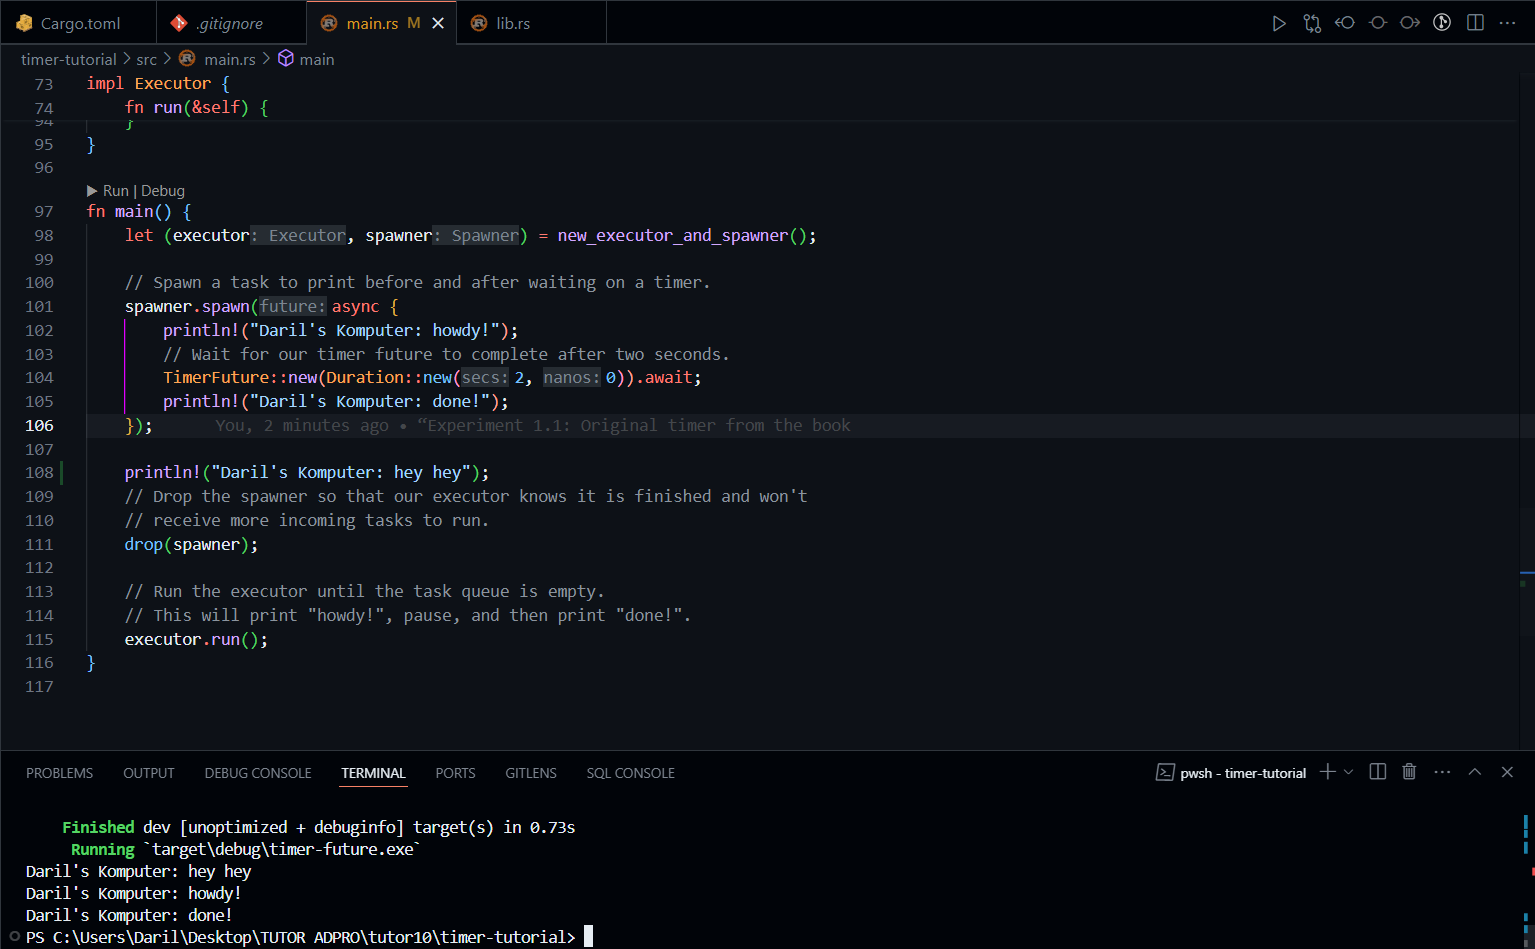 Cargo.toml .gitignore main.rs M lib.rs
timer-tutorial > src > main.rs > main
73 impl Executor {
74 fn run(&self) {
94 }
95 }
96
Run | Debug
97 fn main() {
98 let (executor: Executor, spawner: Spawner) = new_executor_and_spawner();
99
100 // Spawn a task to print before and after waiting on a timer.
101 spawner.spawn(future: async {
102 println!("Daril's Komputer: howdy!");
103 // Wait for our timer future to complete after two seconds.
104 TimerFuture::new(Duration::new(secs: 2, nanos: 0)).await;
105 println!("Daril's Komputer: done!");
106 }); You, 2 minutes ago • “Experiment 1.1: Original timer from the book
107
108 println!("Daril's Komputer: hey hey");
109 // Drop the spawner so that our executor knows it is finished and won't
110 // receive more incoming tasks to run.
111 drop(spawner);
112
113 // Run the executor until the task queue is empty.
114 // This will print "howdy!", pause, and then print "done!".
115 executor.run();
116 }
117
PROBLEMS OUTPUT DEBUG CONSOLE TERMINAL PORTS GITLENS SQL CONSOLE pwsh - timer-tutorial
Finished dev [unoptimized + debuginfo] target(s) in 0.73s
Running `target\debug\timer-future.exe`
Daril's Komputer: hey hey
Daril's Komputer: howdy!
Daril's Komputer: done!
PS C:\Users\Daril\Desktop\TUTOR ADPRO\tutor10\timer-tutorial>